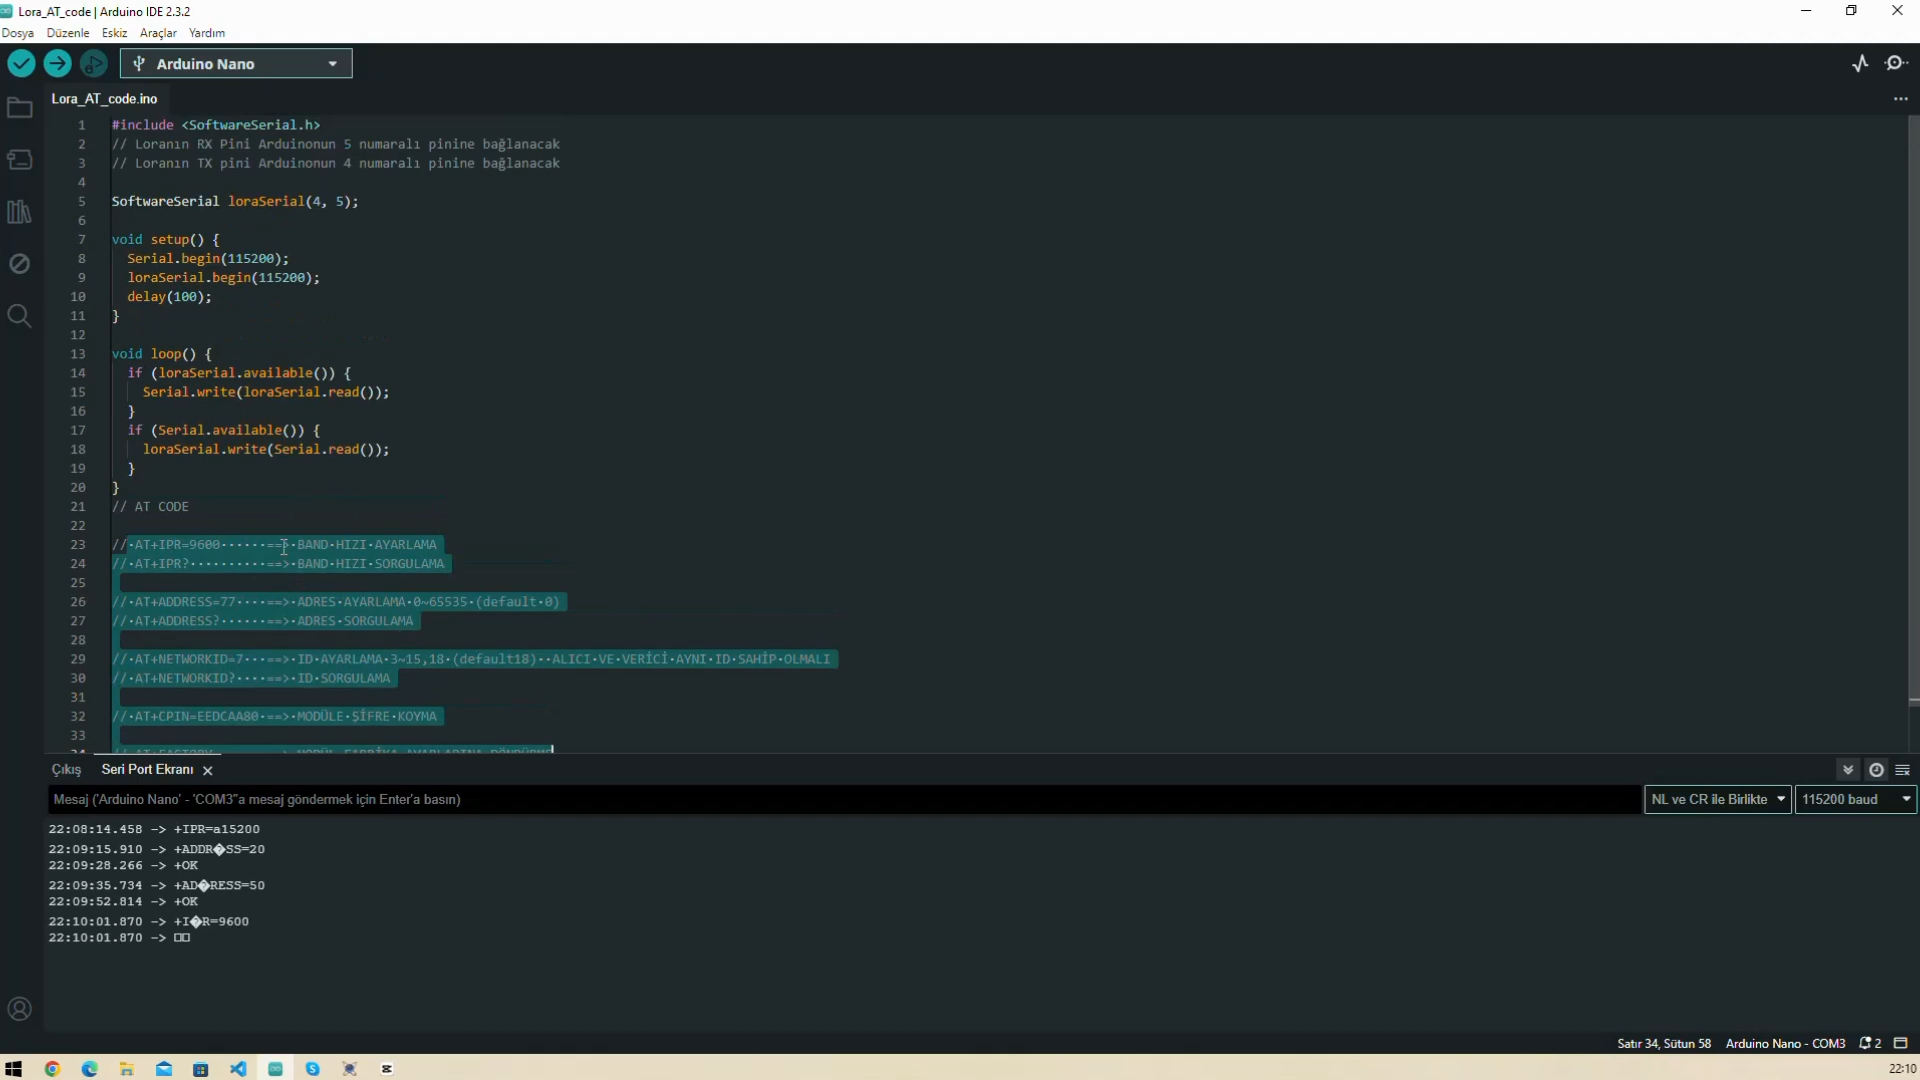 Lora_AT_code | Arduino IDE 2.3.2
Dosya Düzenle Eskiz Araçlar Yardım
Arduino Nano
Lora_AT_code.ino
1 #include <SoftwareSerial.h>
2 // Loranın RX Pini Arduinonun 5 numaralı pinine bağlanacak
3 // Loranın TX pini Arduinonun 4 numaralı pinine bağlanacak
4
5 SoftwareSerial loraSerial(4, 5);
6
7 void setup() {
8 Serial.begin(115200);
9 loraSerial.begin(115200);
10 delay(100);
11 }
12
13 void loop() {
14 if (loraSerial.available()) {
15 Serial.write(loraSerial.read());
16 }
17 if (Serial.available()) {
18 loraSerial.write(Serial.read());
19 }
20 }
21 // AT CODE
22
23 //·AT+IPR=9600······==>·BAND·HIZI·AYARLAMA
24 //·AT+IPR?··········==>·BAND·HIZI·SORGULAMA
25
26 //·AT+ADDRESS=77····==>·ADRES·AYARLAMA·0~65535·(default·0)
27 //·AT+ADDRESS?······==>·ADRES·SORGULAMA
28
29 //·AT+NETWORKID=7···==>·ID·AYARLAMA·3~15,18·(default18)··ALICI·VE·VERİCİ·AYNI·ID·SAHİP·OLMALI
30 //·AT+NETWORKID?····==>·ID·SORGULAMA
31
32 //·AT+CPIN=EEDCAA80·==>·MODÜLE·ŞİFRE·KOYMA
33
34 //·AT+FACTORY·······==>·MODÜL·FABRİKA·AYARLARINA·DÖNDÜRME
Çıkış Seri Port Ekranı
Mesaj ('Arduino Nano' - 'COM3''a mesaj göndermek için Enter'a basın)
NL ve CR ile Birlikte 115200 baud
22:08:14.458 -> +IPR=a15200
22:09:15.910 -> +ADDR�SS=20
22:09:28.266 -> +OK
22:09:35.734 -> +AD�RESS=50
22:09:52.814 -> +OK
22:10:01.870 -> +I�R=9600
22:10:01.870 -> □□
Satır 34, Sütun 58 Arduino Nano - COM3 2
22:10